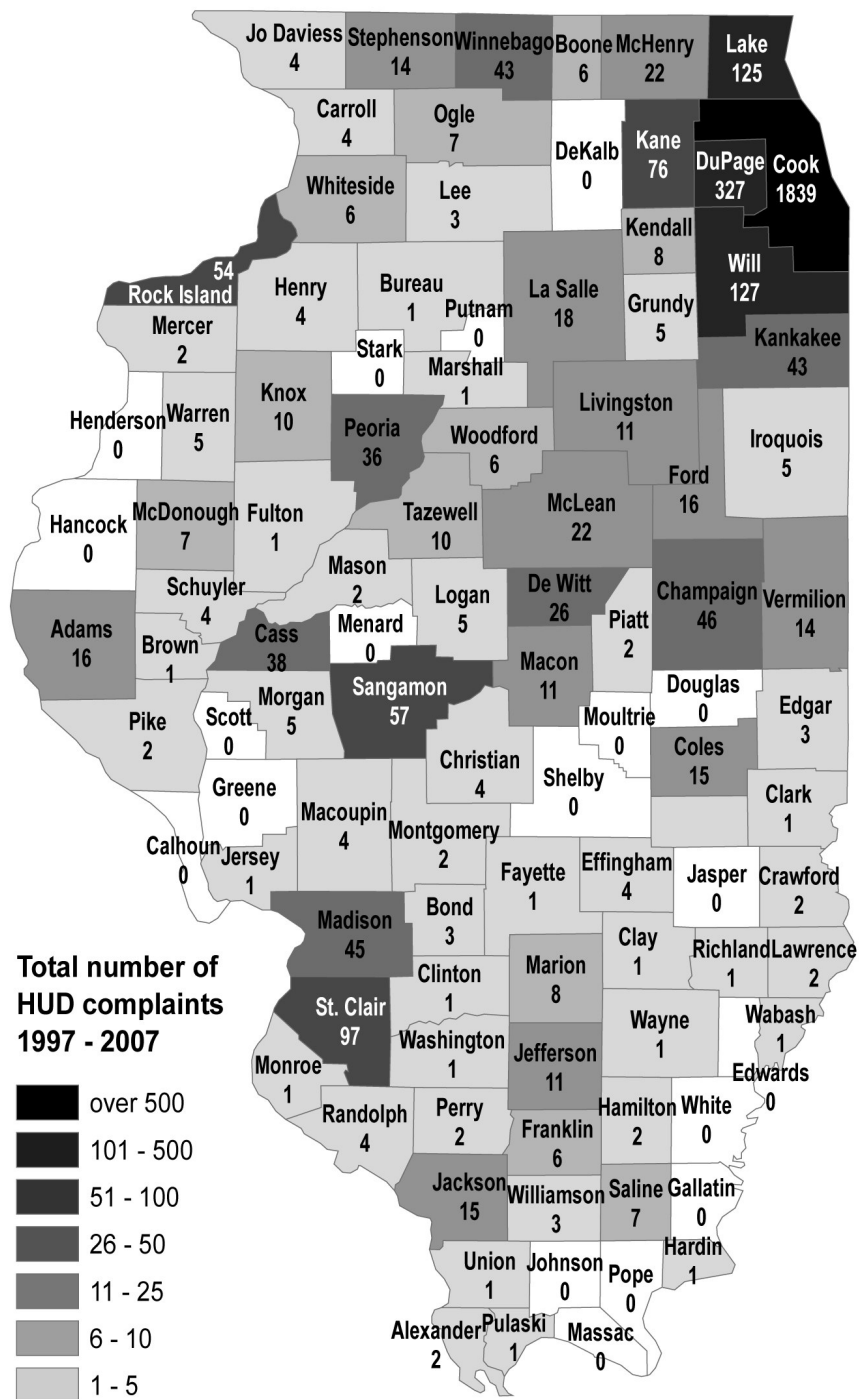 Jo Daviess
4
Stephenson
14
Winnebago
43
Boone
6
McHenry
22
Lake
125
Carroll
4
Ogle
7
DeKalb
0
Kane
76
DuPage
327
Cook
1839
Whiteside
6
Lee
3
Kendall
8
Will
127
54
Rock Island
Henry
4
Bureau
1
Putnam
0
La Salle
18
Grundy
5
Kankakee
43
Mercer
2
Stark
0
Marshall
1
Henderson
0
Warren
5
Knox
10
Peoria
36
Woodford
6
Livingston
11
Ford
16
Iroquois
5
Hancock
0
McDonough
7
Fulton
1
Tazewell
10
McLean
22
Mason
2
Schuyler
4
Logan
5
De Witt
26
Piatt
2
Champaign
46
Vermilion
14
Adams
16
Brown
1
Cass
38
Menard
0
Macon
11
Sangamon
57
Pike
2
Scott
0
Morgan
5
Christian
4
Moultrie
0
Douglas
0
Edgar
3
Coles
15
Shelby
0
Greene
0
Macoupin
4
Montgomery
2
Clark
1
Calhoun
0
Jersey
1
Fayette
1
Effingham
4
Jasper
0
Crawford
2
Madison
45
Bond
3
Clay
1
Richland
1
Lawrence
2
Marion
8
Clinton
1
St. Clair
97
Wayne
1
Wabash
1
Washington
1
Jefferson
11
Edwards
0
Monroe
1
Randolph
4
Perry
2
Franklin
6
Hamilton
2
White
0
Jackson
15
Williamson
3
Saline
7
Gallatin
0
Hardin
1
Union
1
Johnson
0
Pope
0
Alexander
2
Pulaski
1
Massac
0
Total number of
HUD complaints
1997 - 2007
over 500
101 - 500
51 - 100
26 - 50
11 - 25
6 - 10
1 - 5